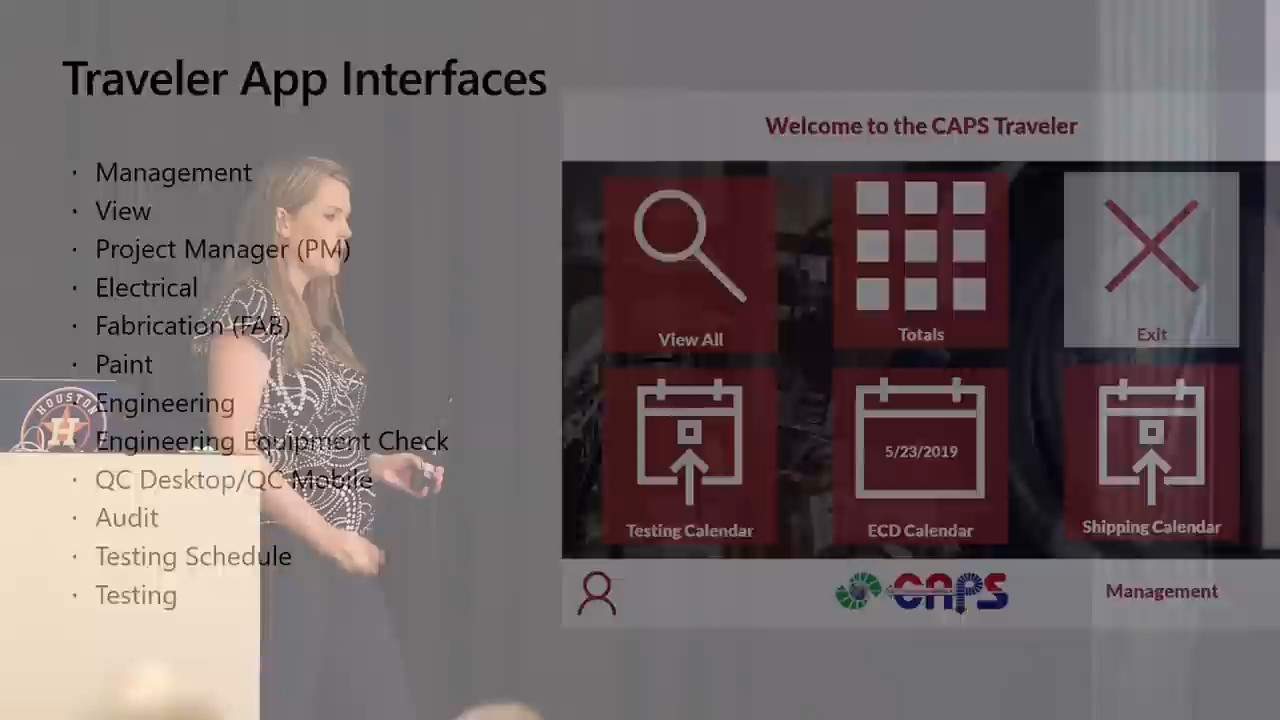 Traveler App Interfaces
Welcome to the CAPS Traveler
· Management
· View
· Project Manager (PM)
· Electrical
· Fabrication (FAB)
· Paint
· Engineering
· Engineering Equipment Check
· QC Desktop/QC Mobile
· Audit
· Testing Schedule
· Testing
View All
Totals
Exit
Testing Calendar
5/23/2019
ECD Calendar
Shipping Calendar
CAPS
Management
HOUSTON
H